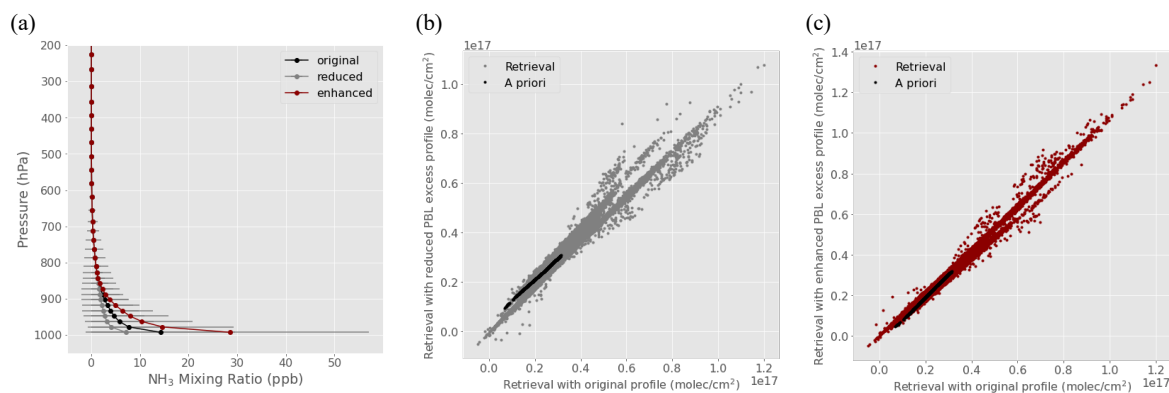 (a)
200
300
400
500
600
700
800
900
1000
Pressure (hPa)
original
reduced
enhanced
0
10
20
30
40
50
NH₃ Mixing Ratio (ppb)
(b)
1e17
Retrieval with reduced PBL excess profile (molec/cm²)
1.0
0.8
0.6
0.4
0.2
0.0
Retrieval
A priori
0.0
0.2
0.4
0.6
0.8
1.0
1.2
1e17
Retrieval with original profile (molec/cm²)
(c)
1e17
Retrieval with enhanced PBL excess profile (molec/cm²)
1.4
1.2
1.0
0.8
0.6
0.4
0.2
0.0
Retrieval
A priori
0.0
0.2
0.4
0.6
0.8
1.0
1.2
1e17
Retrieval with original profile (molec/cm²)